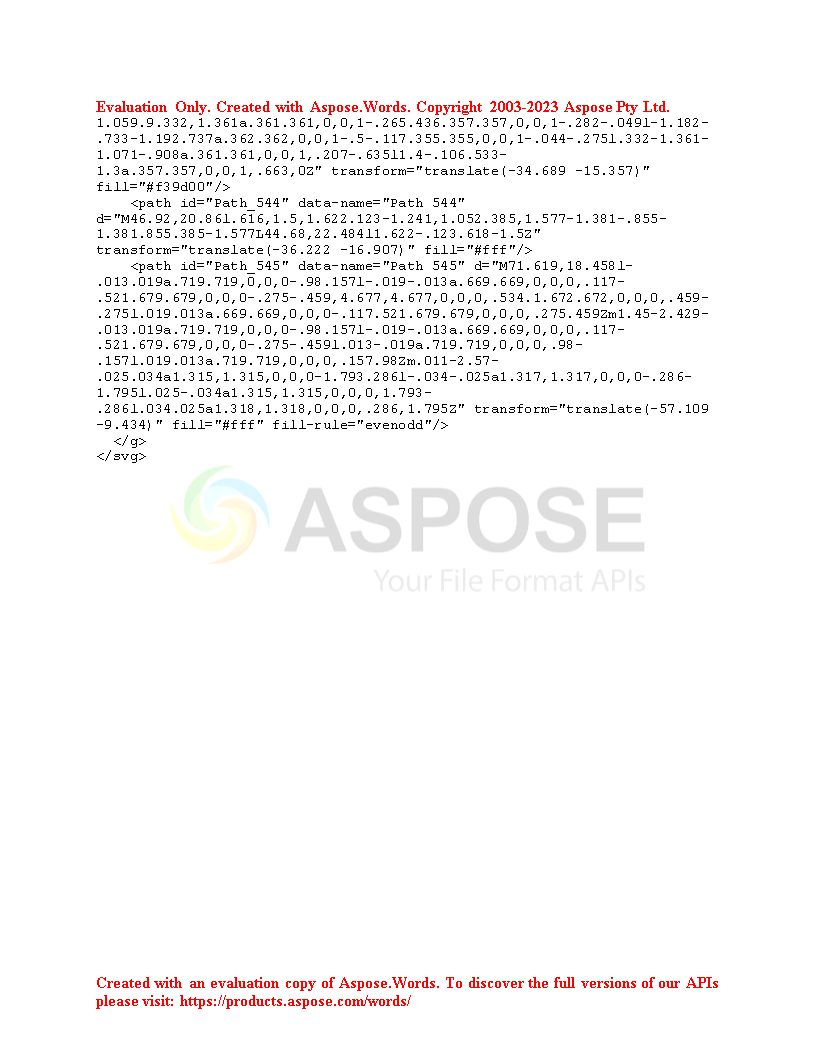 Evaluation Only. Created with Aspose.Words. Copyright 2003-2023 Aspose Pty Ltd.
1.059.9.332,1.361a.361.361,0,0,1-.265.436.357.357,0,0,1-.282-.049l-1.182-
.733-1.192.737a.362.362,0,0,1-.5-.117.355.355,0,0,1-.044-.275l.332-1.361-
1.071-.908a.361.361,0,0,1,.207-.635l1.4-.106.533-
1.3a.357.357,0,0,1,.663,0Z" transform="translate(-34.689 -15.357)"
fill="#f39d00"/>
    <path id="Path_544" data-name="Path 544"
d="M46.92,20.86l.616,1.5,1.622.123-1.241,1.052.385,1.577-1.381-.855-
1.381.855.385-1.577L44.68,22.484l1.622-.123.618-1.5Z"
transform="translate(-36.222 -16.907)" fill="#fff"/>
    <path id="Path_545" data-name="Path 545" d="M71.619,18.458l-
.013.019a.719.719,0,0,0-.98.157l-.019-.013a.669.669,0,0,0,.117-
.521.679.679,0,0,0-.275-.459,4.677,4.677,0,0,0,.534.1.672.672,0,0,0,.459-
.275l.019.013a.669.669,0,0,0-.117.521.679.679,0,0,0,.275.459Zm1.45-2.429-
.013.019a.719.719,0,0,0-.98.157l-.019-.013a.669.669,0,0,0,.117-
.521.679.679,0,0,0-.275-.459l.013-.019a.719.719,0,0,0,.98-
.157l.019.013a.719.719,0,0,0,.157.98Zm.011-2.57-
.025.034a1.315,1.315,0,0,0-1.793.286l-.034-.025a1.317,1.317,0,0,0-.286-
1.795l.025-.034a1.315,1.315,0,0,0,1.793-
.286l.034.025a1.318,1.318,0,0,0,.286,1.795Z" transform="translate(-57.109
-9.434)" fill="#fff" fill-rule="evenodd"/>
  </g>
</svg>
ASPOSE
Your File Format APIs
Created with an evaluation copy of Aspose.Words. To discover the full versions of our APIs
please visit: https://products.aspose.com/words/